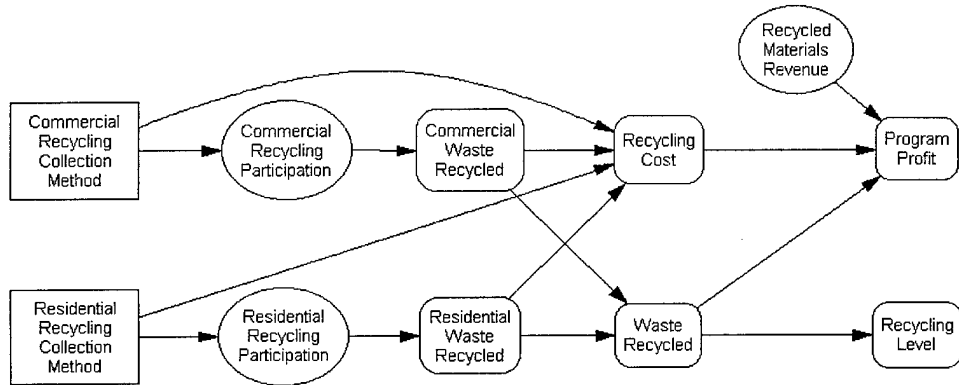 Recycled
Materials
Revenue
Commercial
Recycling
Collection
Method
Commercial
Recycling
Participation
Commercial
Waste
Recycled
Recycling
Cost
Program
Profit
Residential
Recycling
Collection
Method
Residential
Recycling
Participation
Residential
Waste
Recycled
Waste
Recycled
Recycling
Level